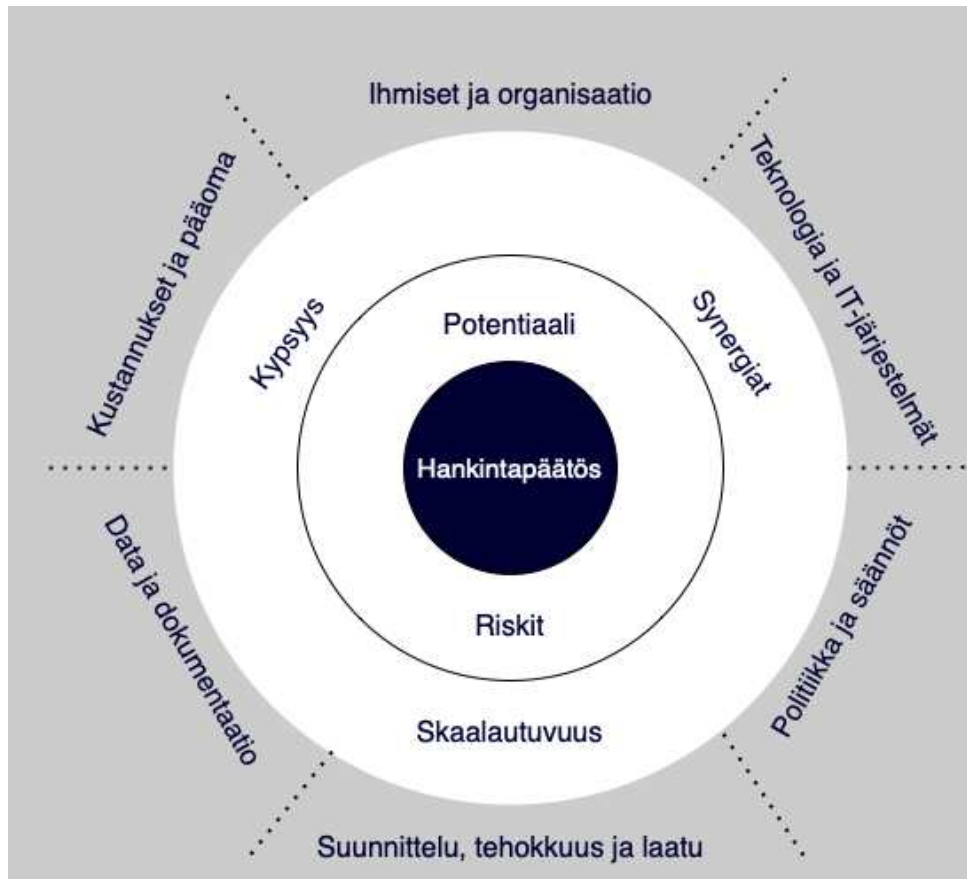 Ihmiset ja organisaatio
Kustannukset ja pääoma
Teknologia ja IT-järjestelmät
Kypsyys
Potentiaali
Synergiat
Hankintapäätös
Data ja dokumentaatio
Riskit
Politiikka ja säännöt
Skaalautuvuus
Suunnittelu, tehokkuus ja laatu